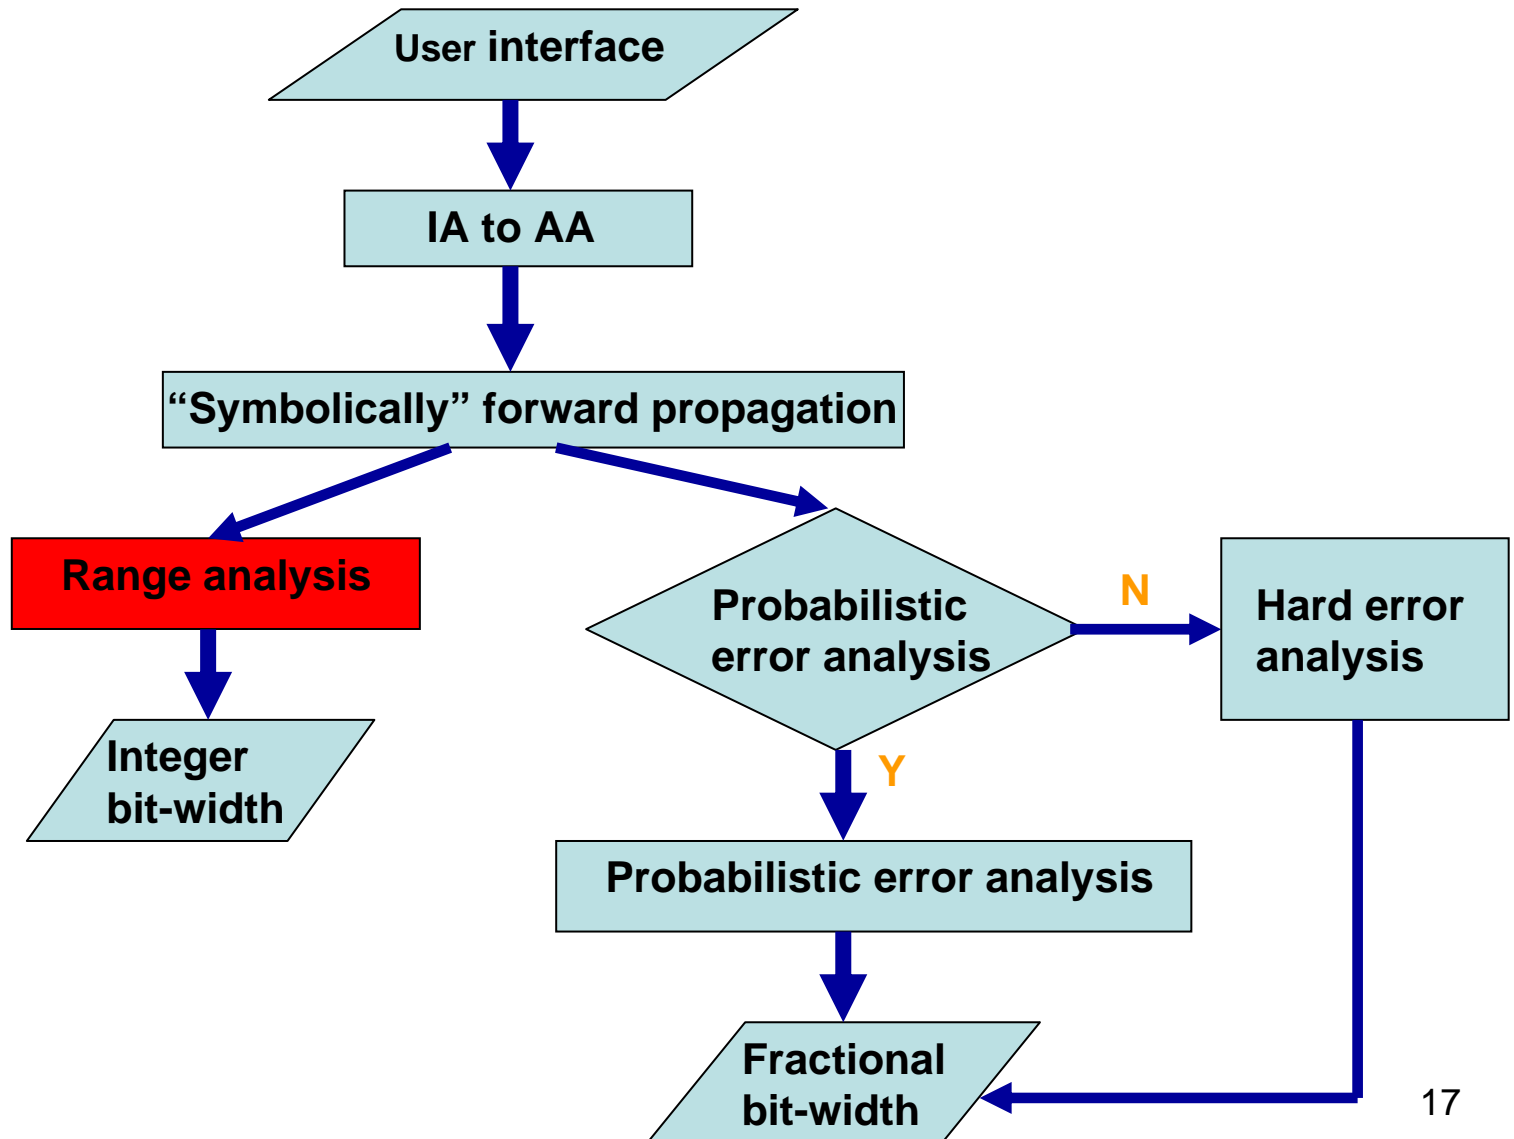 User interface
IA to AA
“Symbolically” forward propagation
Range analysis
Probabilistic
error analysis
N
Hard error
analysis
Integer
bit-width
Y
Probabilistic error analysis
Fractional
bit-width
17